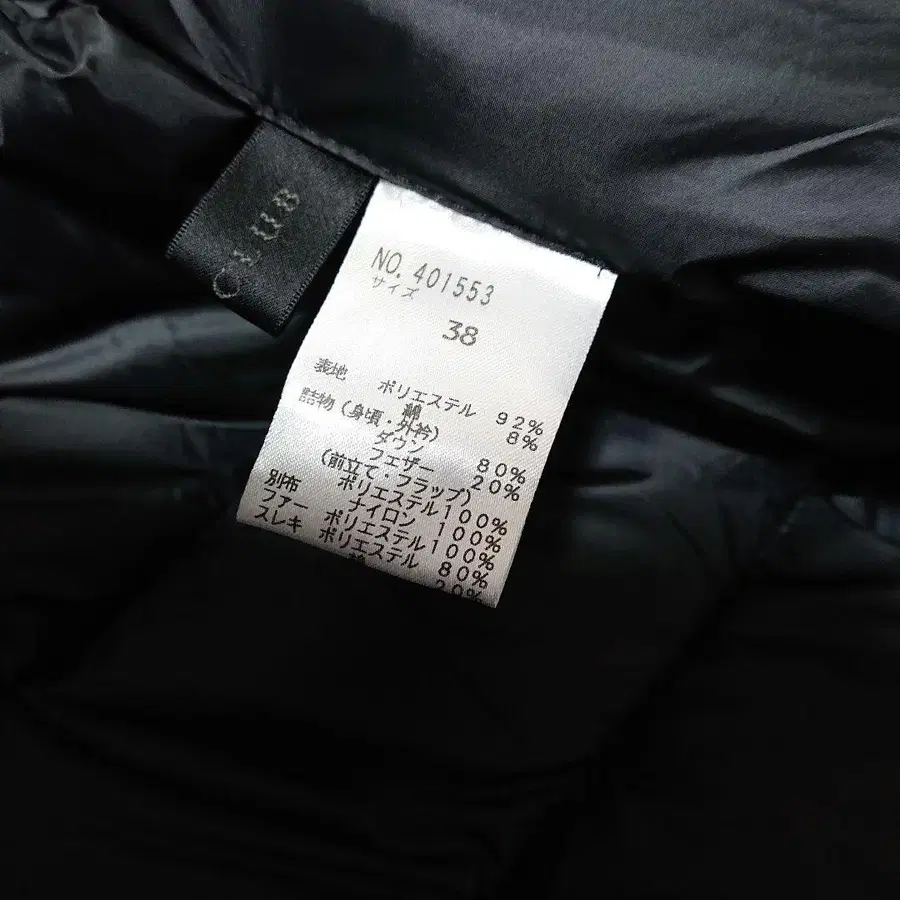 CLUB
NO. 401553
サイズ
38
表地 ポリエステル 92%
綿 8%
詰物(身頃・外衿)
ダウン 80%
フェザー 20%
(前立て・フラップ)
ポリエステル100%
別布 ナイロン 100%
ファー ポリエステル100%
スレキ ポリエステル 80%
綿 20%